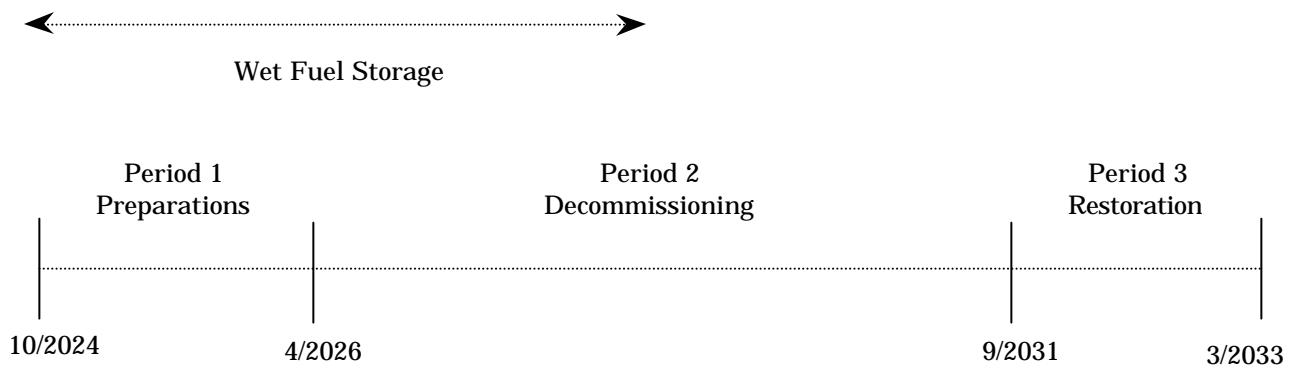 Wet Fuel Storage
Period 1
Preparations
Period 2
Decommissioning
Period 3
Restoration
10/2024
4/2026
9/2031
3/2033